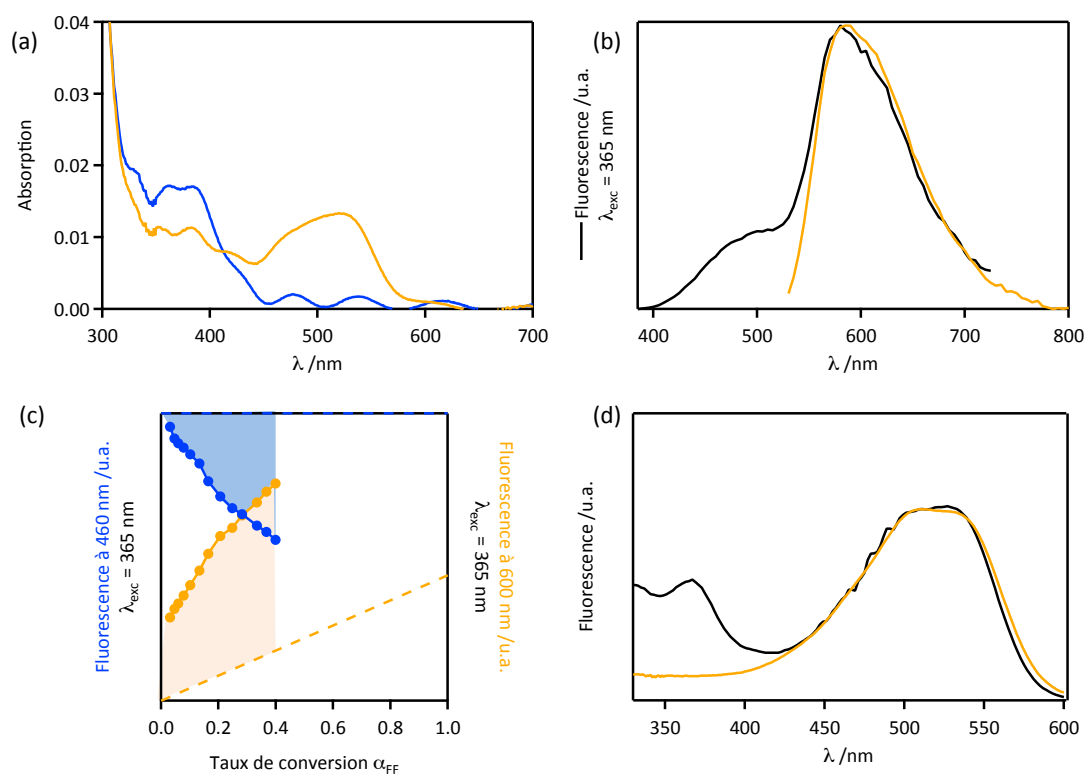 (a)
0.04
0.03
0.02
0.01
0.00
Absorption
300
400
500
600
700
λ /nm
(b)
Fluorescence /u.a.
λexc = 365 nm
400
500
600
700
800
λ /nm
(c)
Fluorescence à 460 nm /u.a.
λexc = 365 nm
Fluorescence à 600 nm /u.a.
λexc = 365 nm
0.0
0.2
0.4
0.6
0.8
1.0
Taux de conversion αFF
(d)
Fluorescence /u.a.
350
400
450
500
550
600
λ /nm